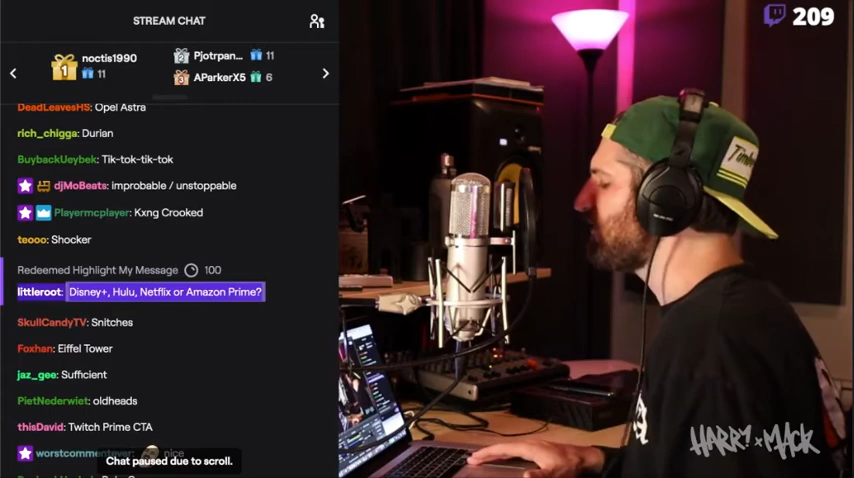 STREAM CHAT
209
noctis1990
11
Pjotrpan... 11
AParkerX5 6
DeadLeavesHS: Opel Astra
rich_chigga: Durian
BuybackUeybek: Tik-tok-tik-tok
djMoBeats: improbable / unstoppable
Playermcplayer: Kxng Crooked
teooo: Shocker
Redeemed Highlight My Message 100
littleroot: Disney+, Hulu, Netflix or Amazon Prime?
SkullCandyTV: Snitches
Foxhan: Eiffel Tower
jaz_gee: Sufficient
PietNederwiet: oldheads
thisDavid: Twitch Prime CTA
nice
Chat paused due to scroll.
HARRY x MACK